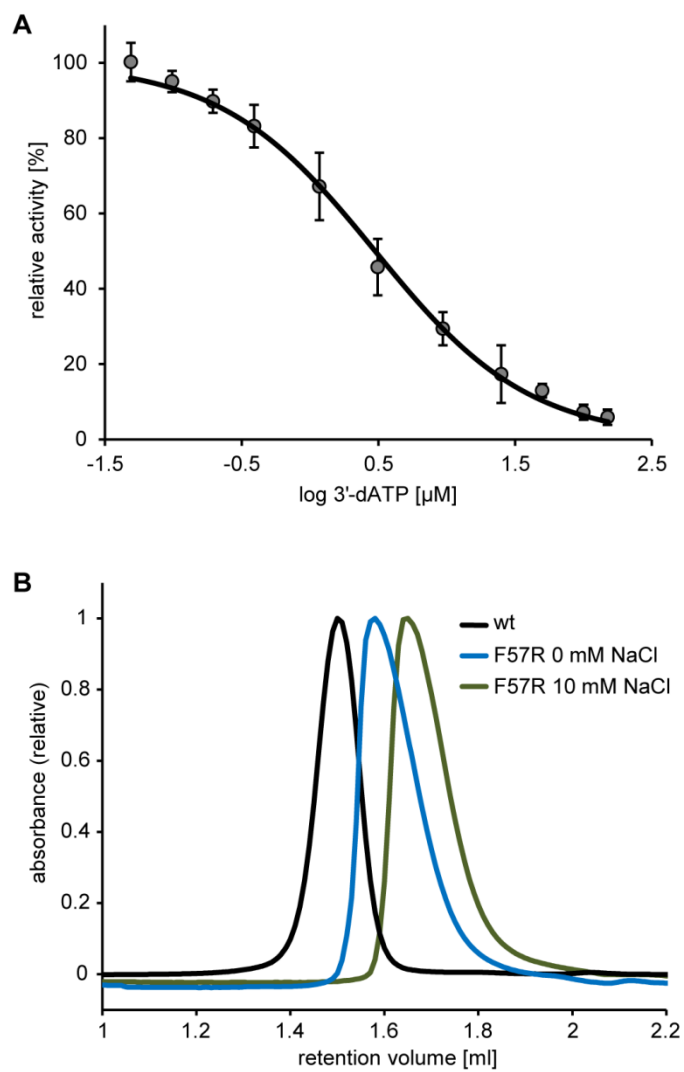 A
relative activity [%]
100
80
60
40
20
0
-1.5
-0.5
0.5
1.5
2.5
log 3'-dATP [µM]
B
absorbance (relative)
1
0.8
0.6
0.4
0.2
0
wt
F57R 0 mM NaCl
F57R 10 mM NaCl
1
1.2
1.4
1.6
1.8
2
2.2
retention volume [ml]